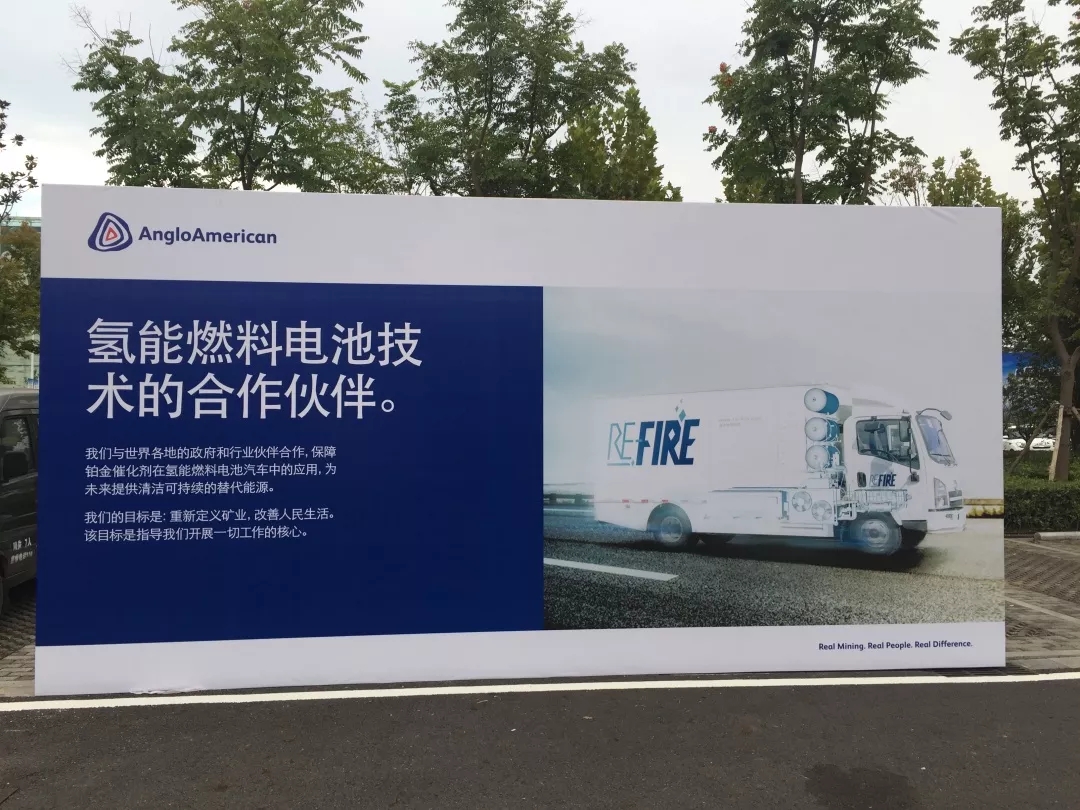 AngloAmerican
氢能燃料电池技
术的合作伙伴。
我们与世界各地的政府和行业伙伴合作, 保障
铂金催化剂在氢能燃料电池汽车中的应用, 为
未来提供清洁可持续的替代能源。
我们的目标是: 重新定义矿业, 改善人民生活。
该目标是指导我们开展一切工作的核心。
RE-FIRE
RE-FIRE
Real Mining. Real People. Real Difference.